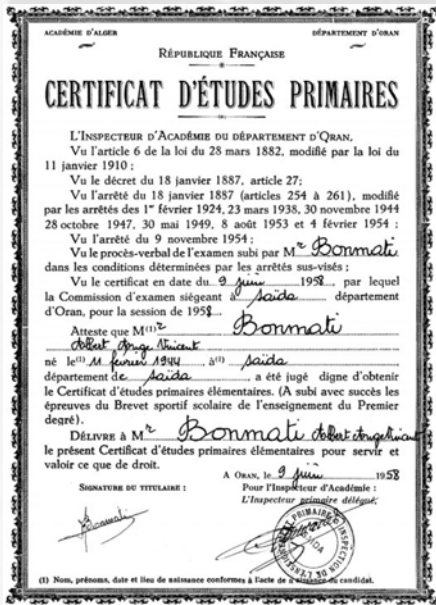 ACADÉMIE D'ALGER
DÉPARTEMENT D'ORAN
RÉPUBLIQUE FRANÇAISE
CERTIFICAT D'ÉTUDES PRIMAIRES
L'INSPECTEUR D'ACADÉMIE DU DÉPARTEMENT D'ORAN,
Vu l'article 6 de la loi du 28 mars 1882, modifié par la loi du
11 janvier 1910 ;
Vu le décret du 18 janvier 1887, article 27;
Vu l'arrêté du 18 janvier 1887 (articles 254 à 261), modifié
par les arrêtés des 1er février 1924, 23 mars 1938, 30 novembre 1944
28 octobre 1947, 30 mai 1949, 8 août 1953 et 4 février 1954 ;
Vu l'arrêté du 9 novembre 1954 ;
Vu le procès-verbal de l'examen subi par Mr Bonmati
dans les conditions déterminées par les arrêtés sus-visés ;
Vu le certificat en date du 9 juin 1958, par lequel
la Commission d'examen siégeant à Saïda département
d'Oran, pour la session de 1958
Atteste que M(1) r Bonmati
Albert Ange Vincent
né le(1) 11 février 1944, à(1) Saïda
département de Saïda, a été jugé digne d'obtenir
le Certificat d'études primaires élémentaires. (A subi avec succès les
épreuves du Brevet sportif scolaire de l'enseignement du Premier
degré).
DÉLIVRE à Mr Bonmati Albert Ange Vincent
le présent Certificat d'études primaires élémentaires pour servir et
valoir ce que de droit.
A ORAN, le 9 juin 1958
SIGNATURE DU TITULAIRE :
Pour l'Inspecteur d'Académie :
L'Inspecteur primaire délégué,
Bonmati
INSPECTION DE L'ENSEIGNEMENT PRIMAIRE
SAIDA
(1) Nom, prénoms, date et lieu de naissance conformes à l'acte de naissance du candidat.